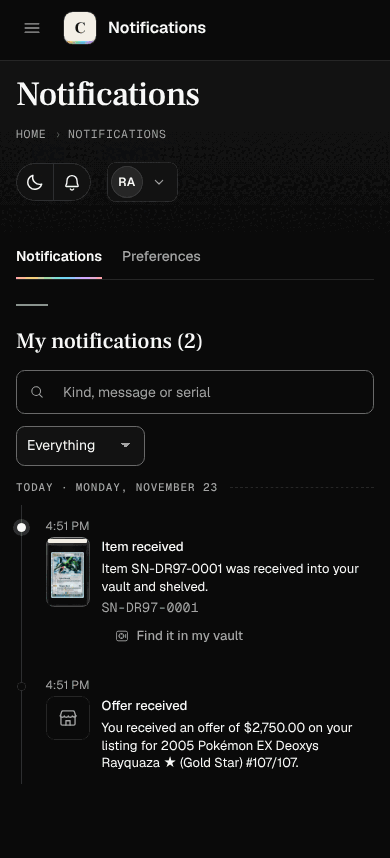 C Notifications
Notifications
HOME › NOTIFICATIONS
RA
Notifications Preferences
My notifications (2)
Kind, message or serial
Everything
TODAY · MONDAY, NOVEMBER 23
4:51 PM
Item received
Item SN-DR97-0001 was received into your
vault and shelved.
SN-DR97-0001
Find it in my vault
4:51 PM
Offer received
You received an offer of $2,750.00 on your
listing for 2005 Pokémon EX Deoxys
Rayquaza ★ (Gold Star) #107/107.